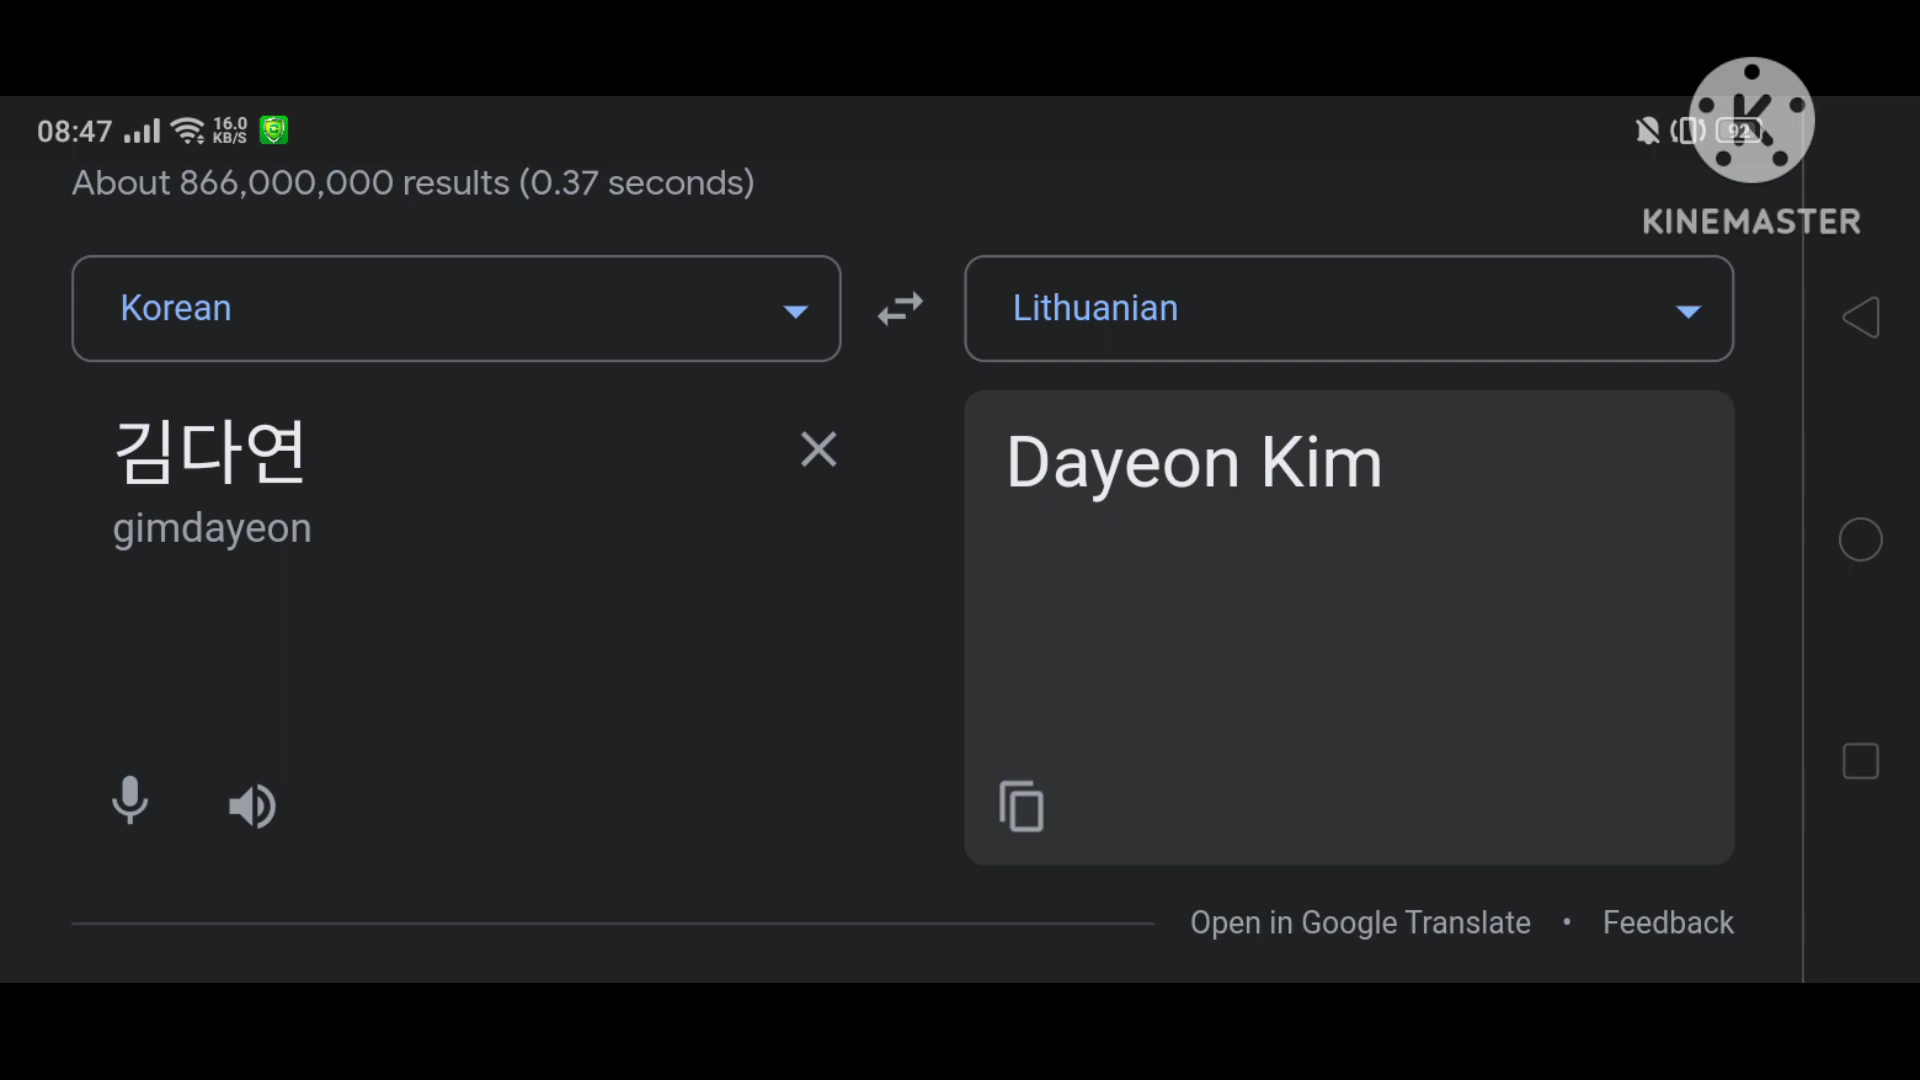 08:47 16.0 KB/S 92
KINEMASTER
About 866,000,000 results (0.37 seconds)
Korean Lithuanian
김다연 Dayeon Kim
gimdayeon
Open in Google Translate • Feedback